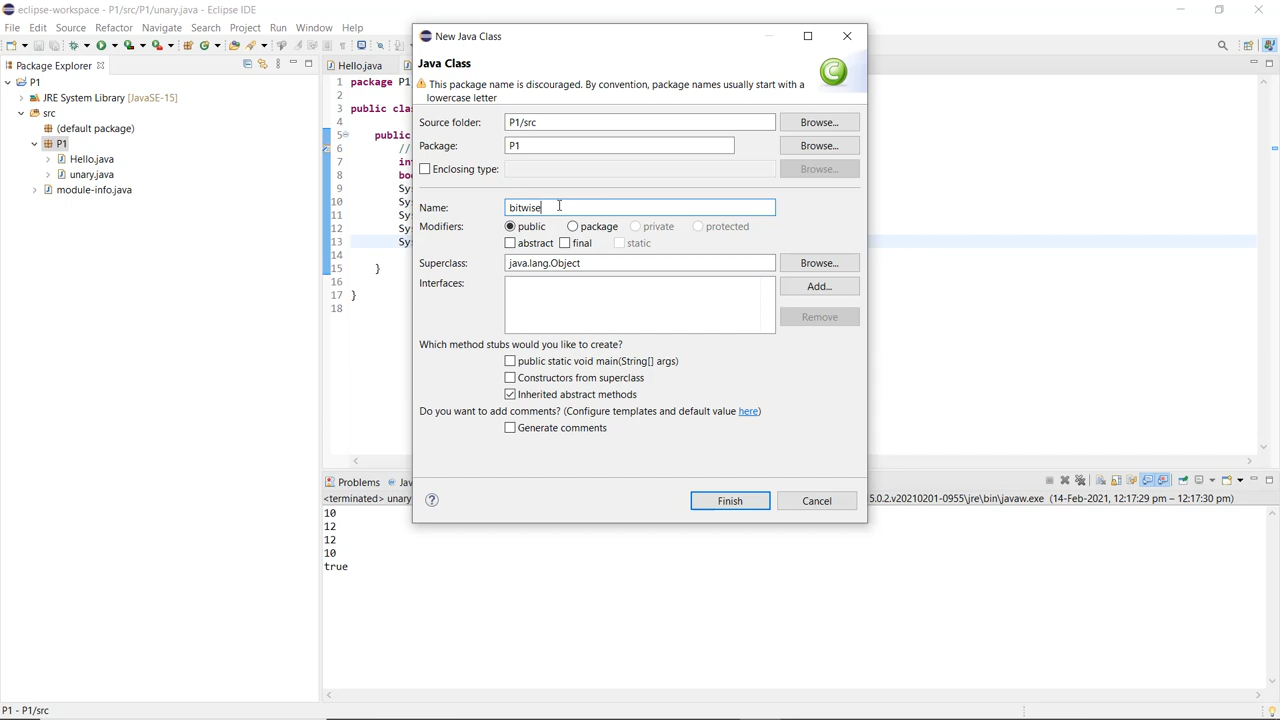 eclipse-workspace - P1/src/P1/unary.java - Eclipse IDE
File Edit Source Refactor Navigate Search Project Run Window Help
Package Explorer
P1
JRE System Library [JavaSE-15]
src
(default package)
P1
Hello.java
unary.java
module-info.java
Hello.java
1 package P1
2
3 public cla
4
5 public
6 //
7 int
8 boo
9 Sys
10 Sys
11 Sys
12 Sys
13 Sys
14
15 }
16
17 }
18
New Java Class
Java Class
This package name is discouraged. By convention, package names usually start with a
lowercase letter
Source folder: P1/src Browse...
Package: P1 Browse...
Enclosing type: Browse...
Name: bitwise
Modifiers: public package private protected
abstract final static
Superclass: java.lang.Object Browse...
Interfaces: Add...
Remove
Which method stubs would you like to create?
public static void main(String[] args)
Constructors from superclass
Inherited abstract methods
Do you want to add comments? (Configure templates and default value here)
Generate comments
Finish Cancel
Problems Jav
<terminated> unary 5.0.2.v20210201-0955\jre\bin\javaw.exe (14-Feb-2021, 12:17:29 pm – 12:17:30 pm)
10
12
12
10
true
P1 - P1/src